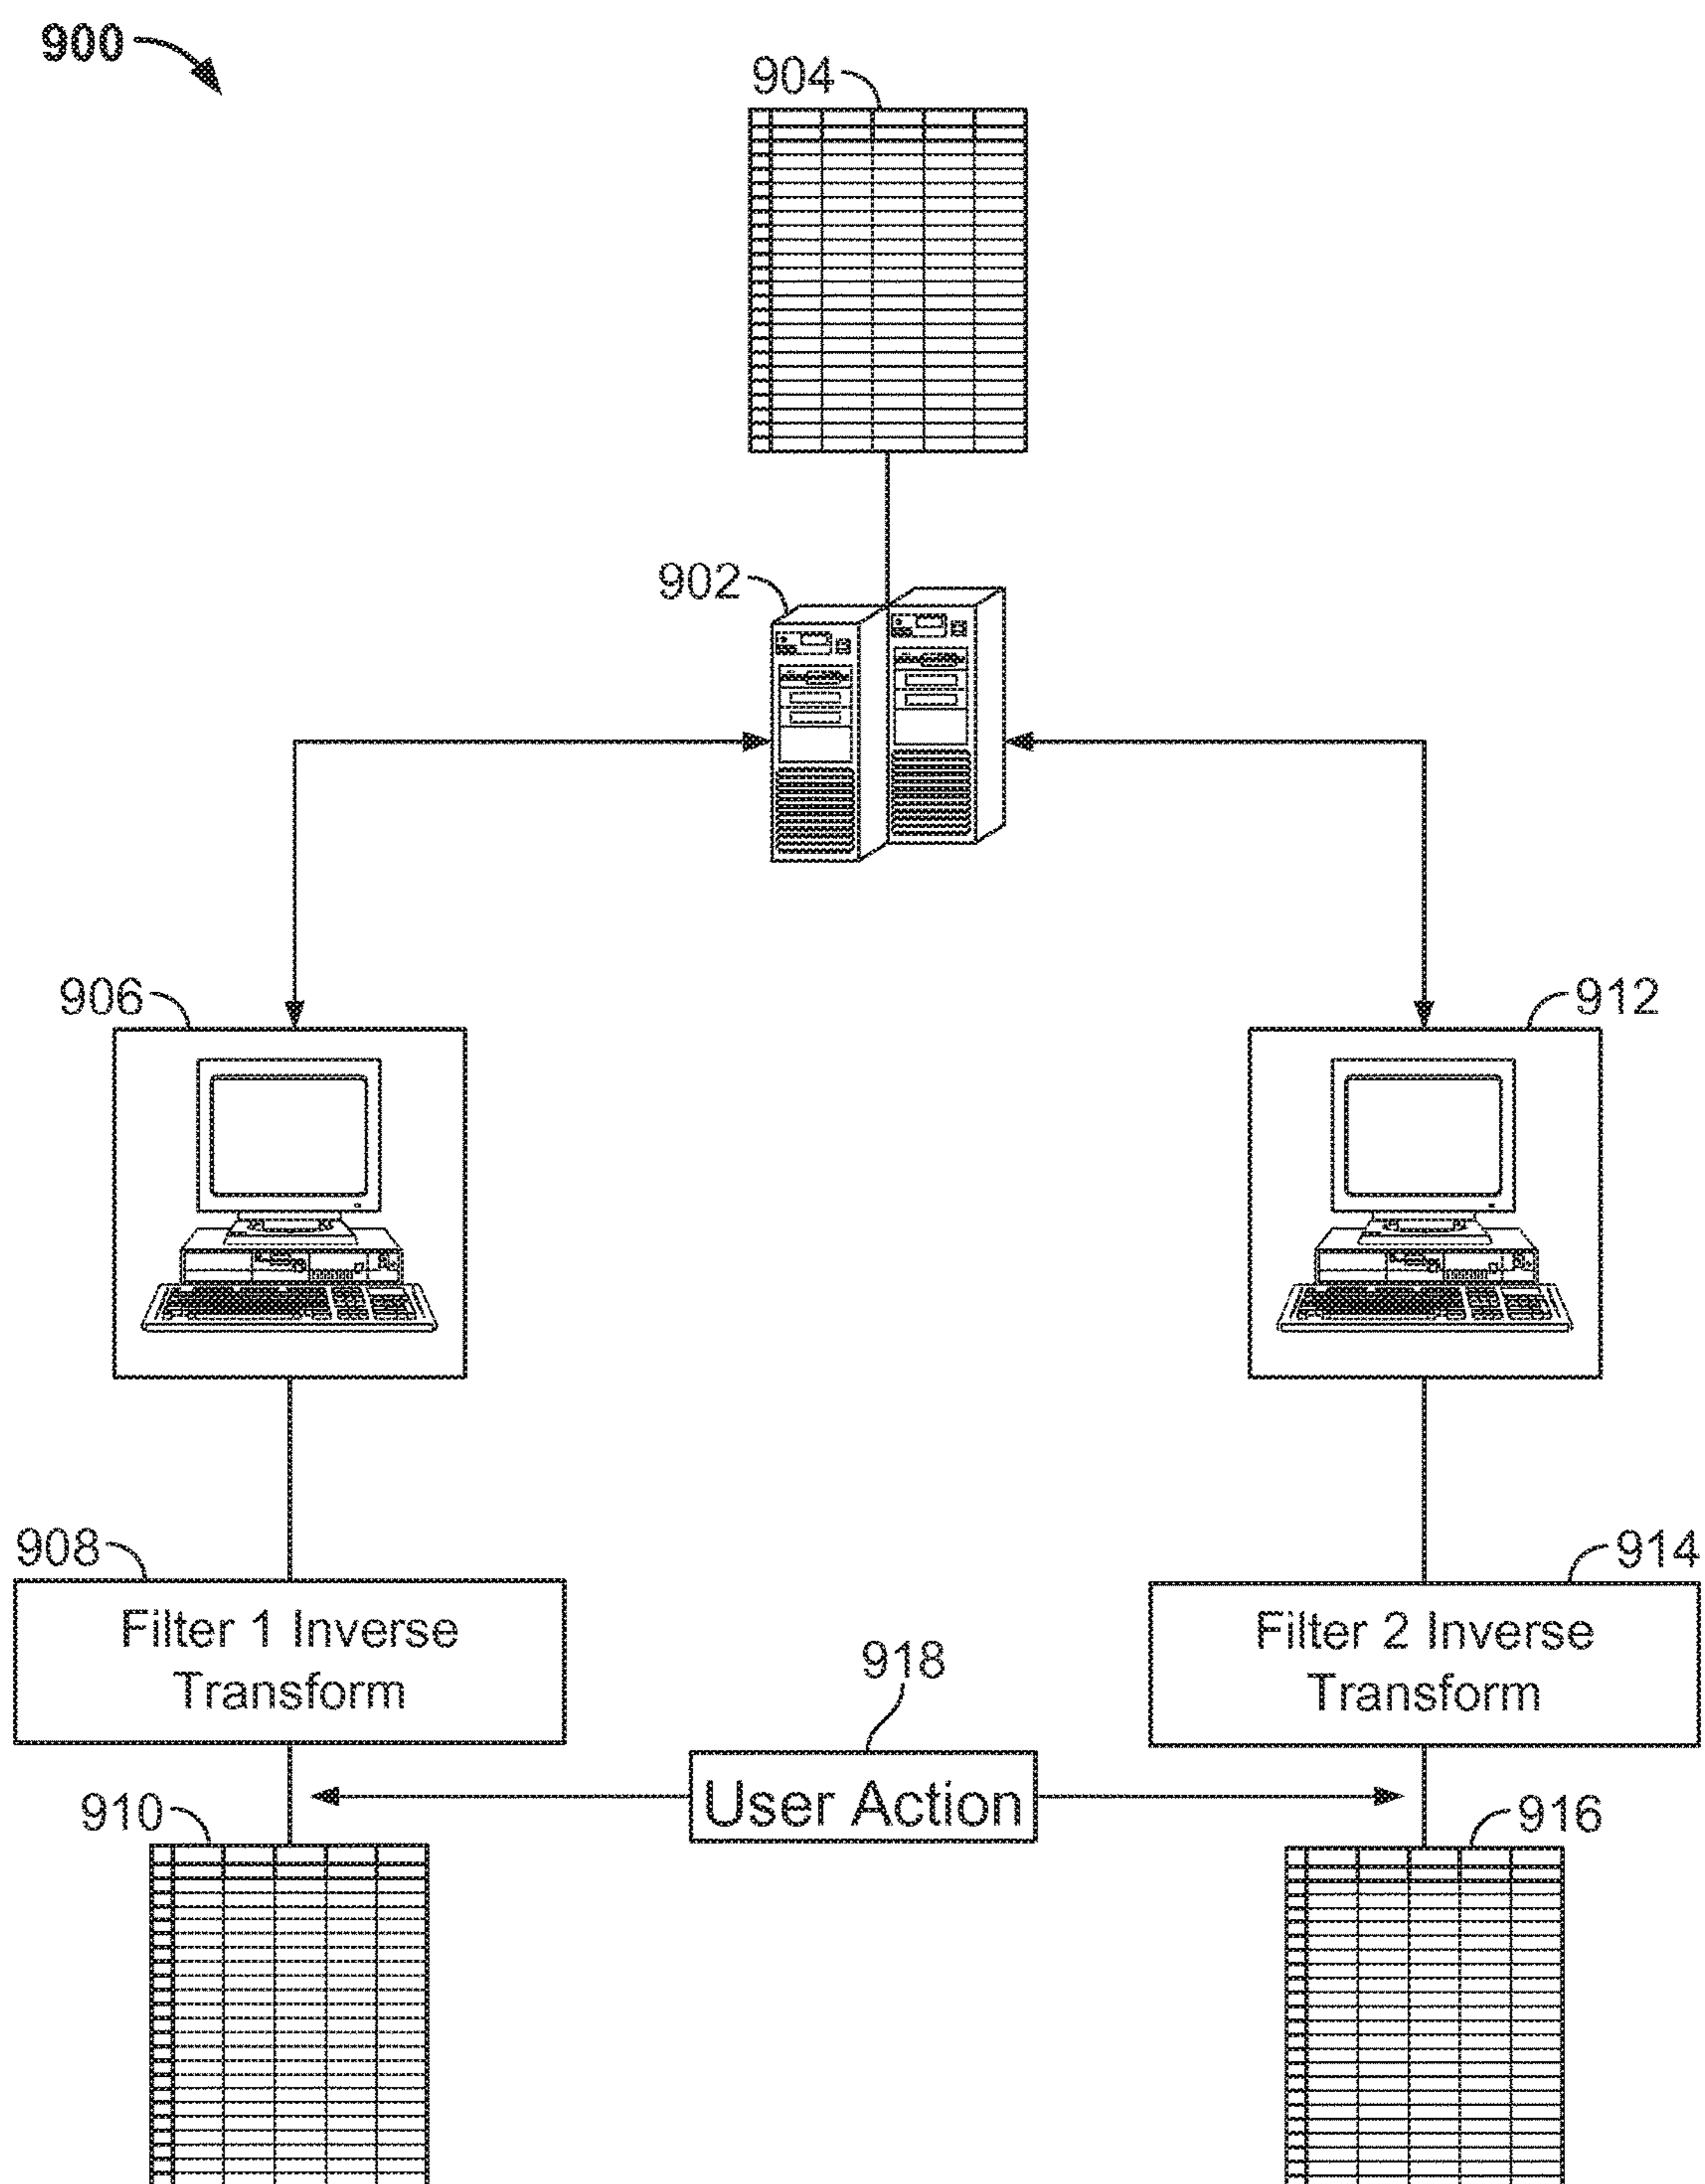 900
904
902
906
912
908
914
Filter 1 Inverse
Transform
Filter 2 Inverse
Transform
918
User Action
910
916